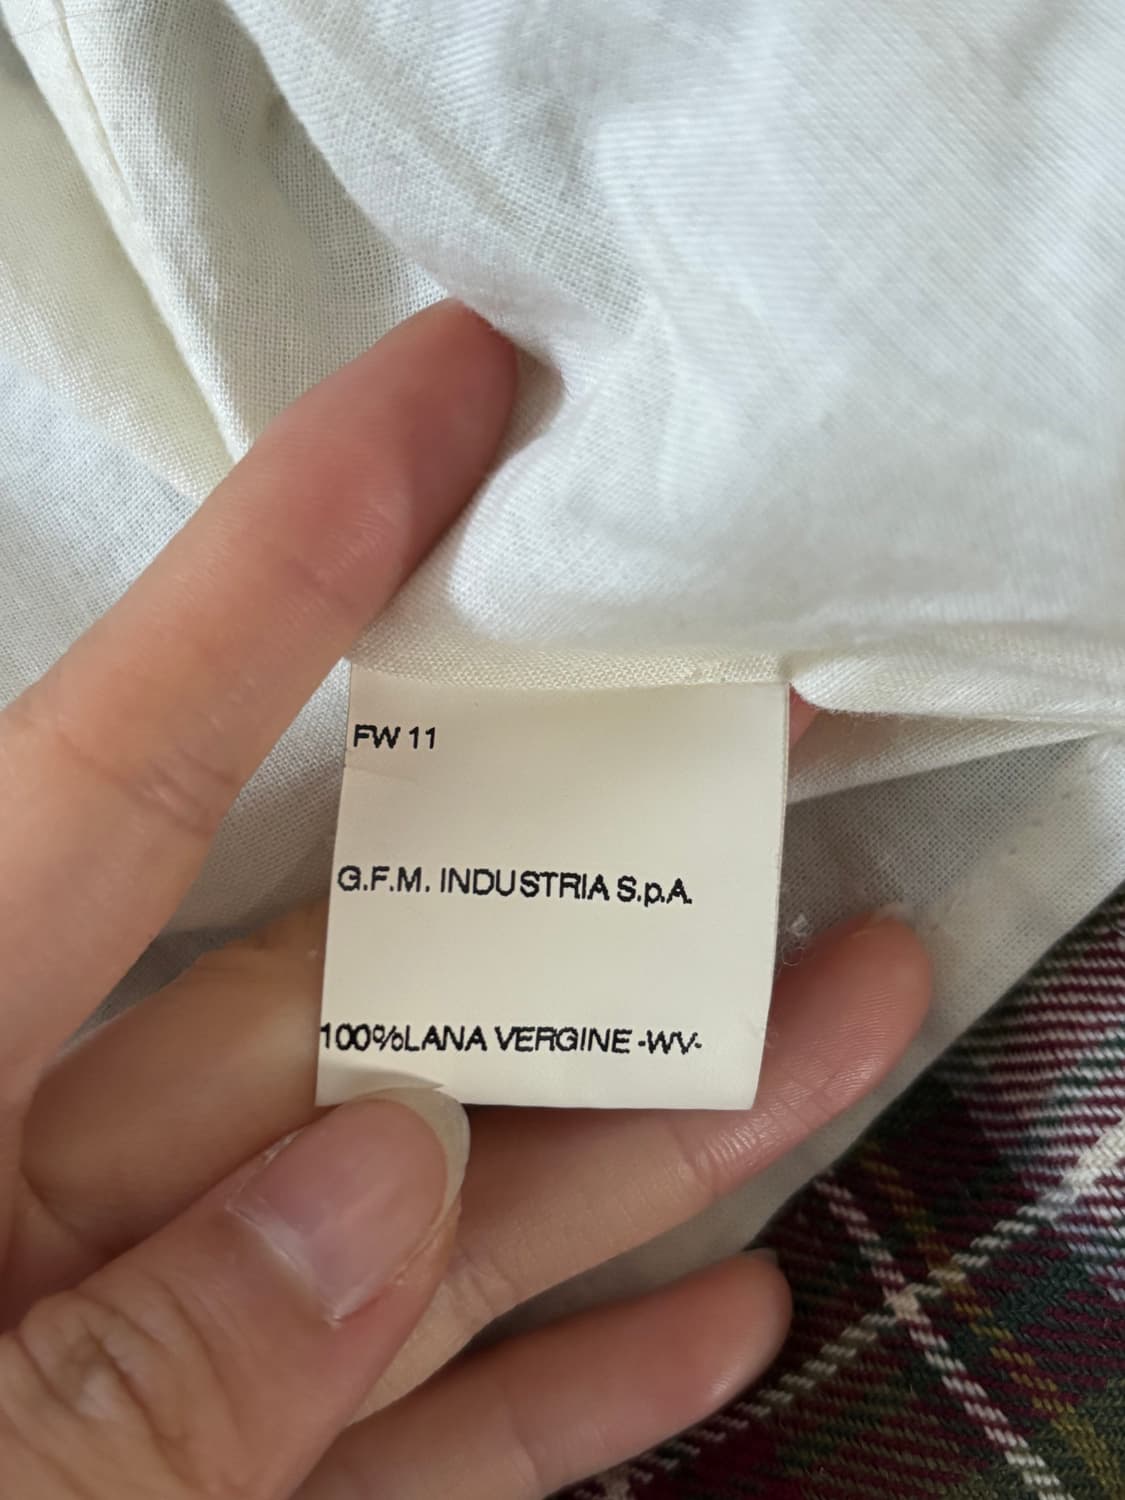 FW 11
G.F.M. INDUSTRIA S.p.A.
100%LANA VERGINE -WV-